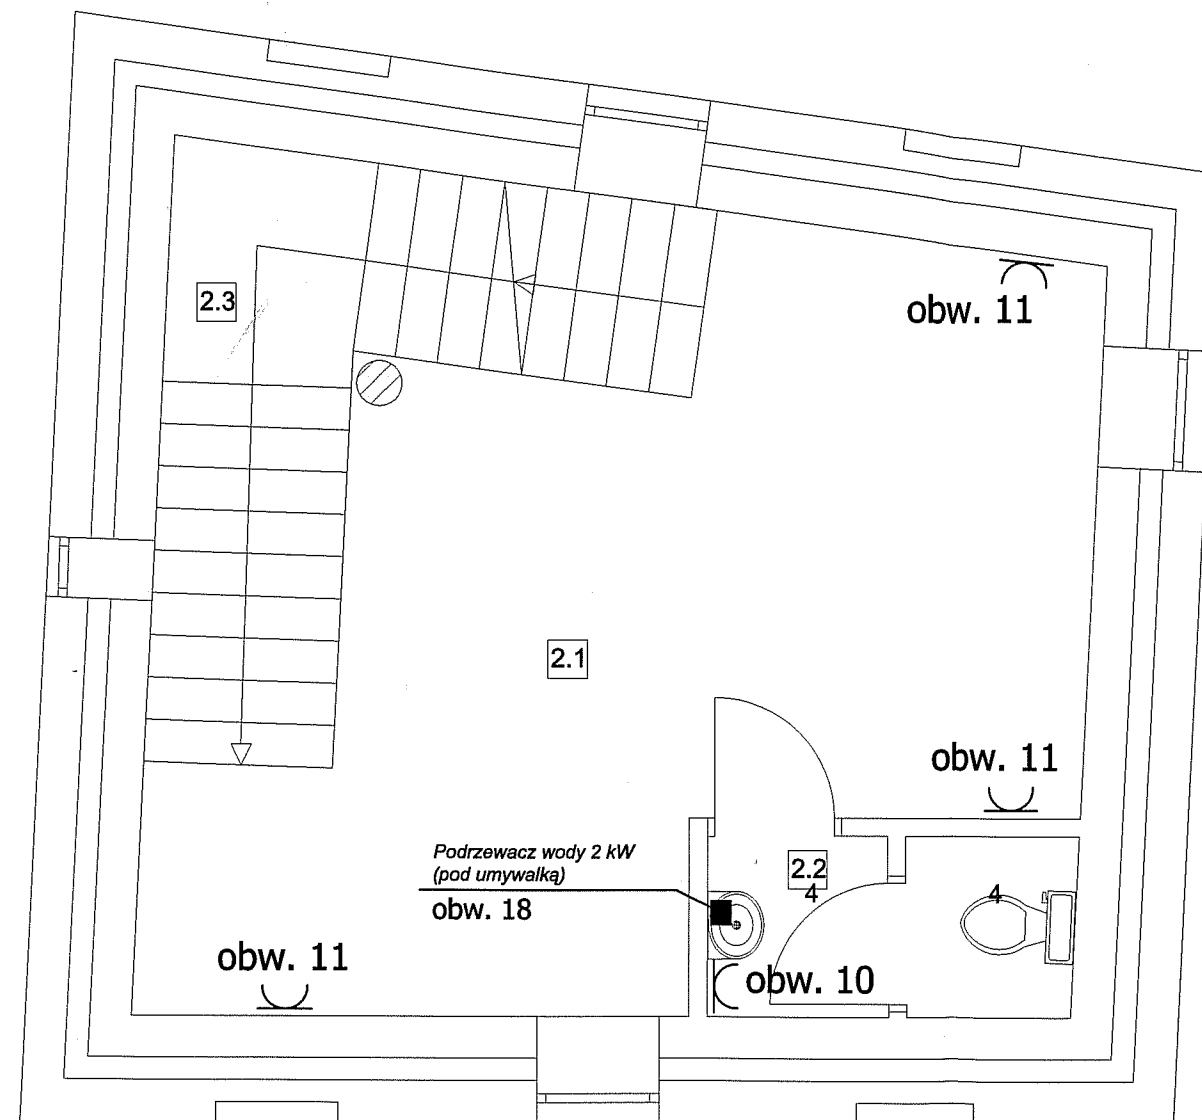 2.3
obw. 11
2.1
obw. 11
Podrzewacz wody 2 kW
(pod umywalką)
obw. 18
2.2
4
4
obw. 11
obw. 10